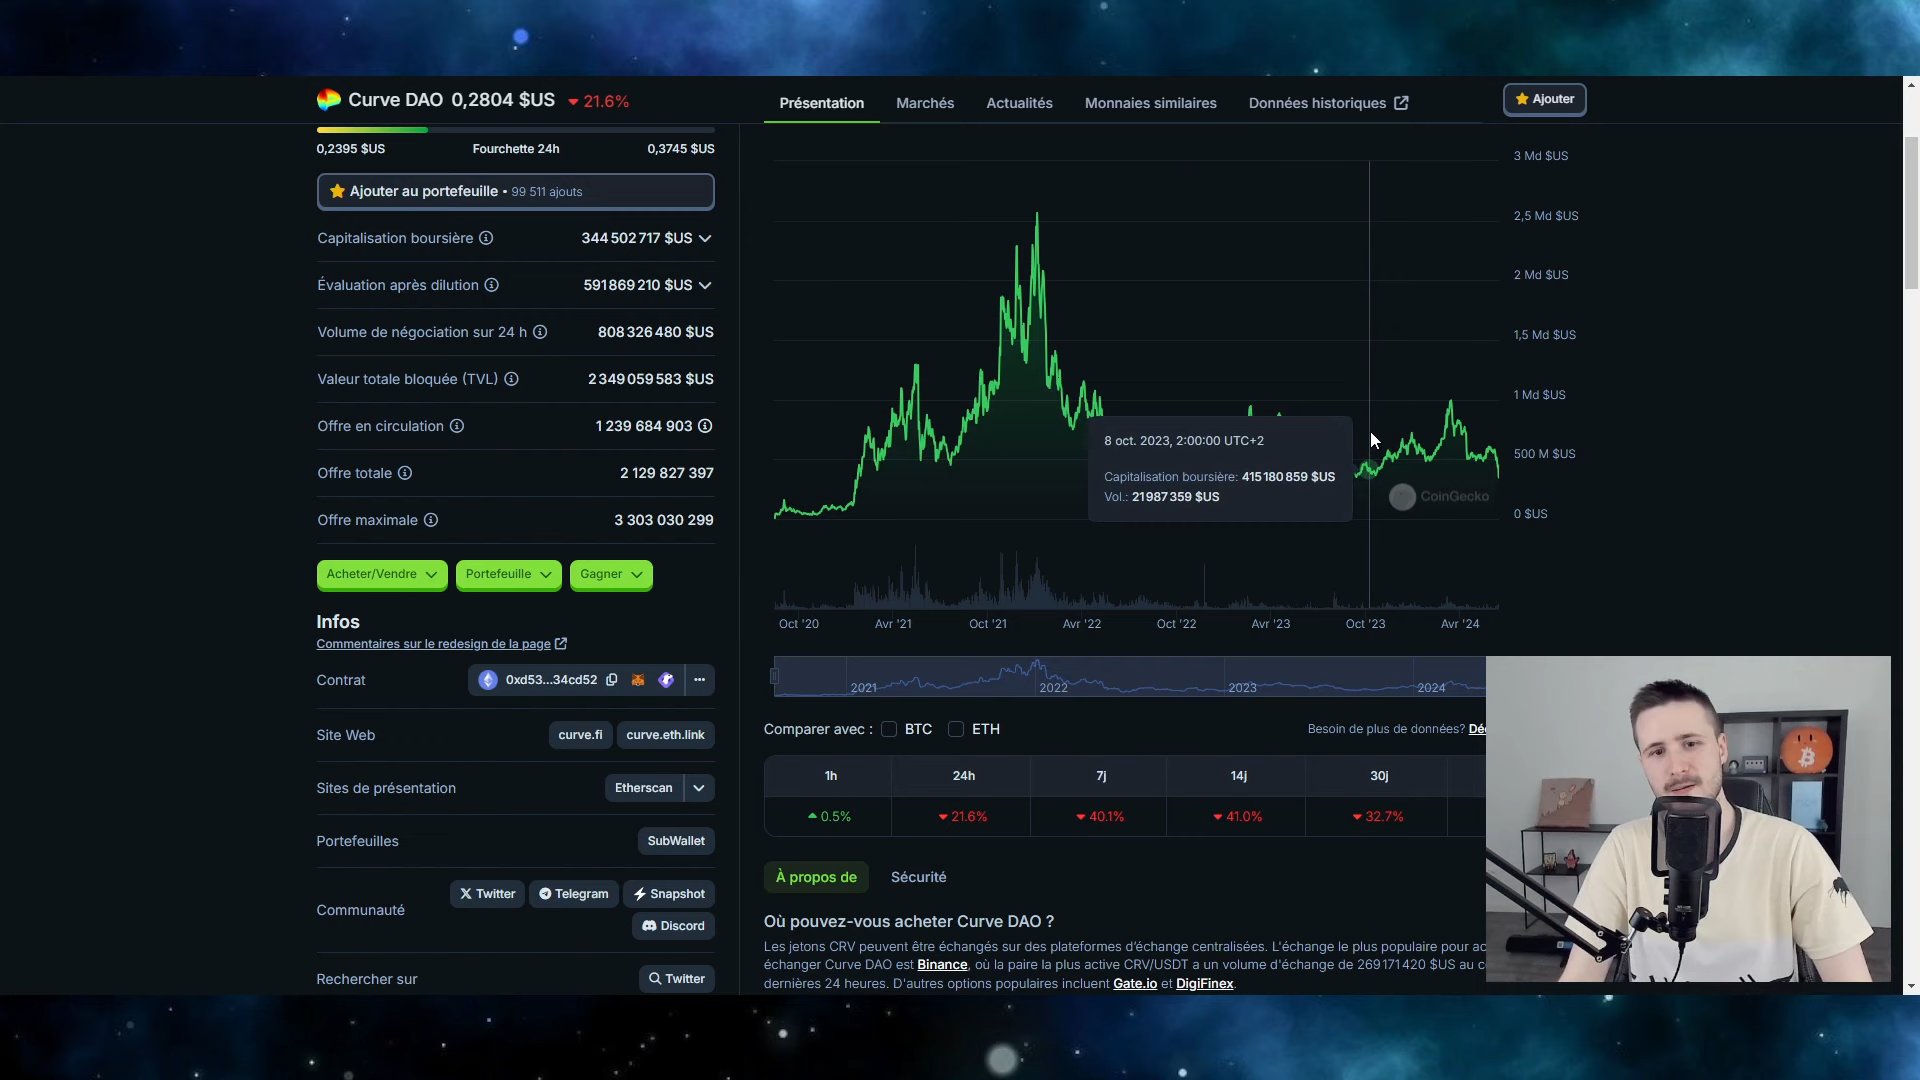 Curve DAO 0,2804 $US 21.6%
Présentation
Marchés
Actualités
Monnaies similaires
Données historiques
Ajouter
0,2395 $US
Fourchette 24h
0,3745 $US
Ajouter au portefeuille • 99 511 ajouts
Capitalisation boursière 344 502 717 $US
Évaluation après dilution 591 869 210 $US
Volume de négociation sur 24 h 808 326 480 $US
Valeur totale bloquée (TVL) 2 349 059 583 $US
Offre en circulation 1 239 684 903
Offre totale 2 129 827 397
Offre maximale 3 303 030 299
Acheter/Vendre
Portefeuille
Gagner
Infos
Commentaires sur le redesign de la page
Contrat 0xd53...34cd52
Site Web curve.fi curve.eth.link
Sites de présentation Etherscan
Portefeuilles SubWallet
Communauté Twitter Telegram Snapshot
Discord
Rechercher sur Twitter
3 Md $US
2,5 Md $US
2 Md $US
1,5 Md $US
1 Md $US
500 M $US
0 $US
8 oct. 2023, 2:00:00 UTC+2
Capitalisation boursière: 415 180 859 $US
Vol.: 21 987 359 $US
CoinGecko
Oct '20 Avr '21 Oct '21 Avr '22 Oct '22 Avr '23 Oct '23 Avr '24
2021 2022 2023 2024
Comparer avec : BTC ETH
Besoin de plus de données? Dé
1h 24h 7j 14j 30j
0.5% 21.6% 40.1% 41.0% 32.7%
À propos de
Sécurité
Où pouvez-vous acheter Curve DAO ?
Les jetons CRV peuvent être échangés sur des plateformes d'échange centralisées. L'échange le plus populaire pour ac
échanger Curve DAO est Binance, où la paire la plus active CRV/USDT a un volume d'échange de 269 171 420 $US au c
dernières 24 heures. D'autres options populaires incluent Gate.io et DigiFinex.